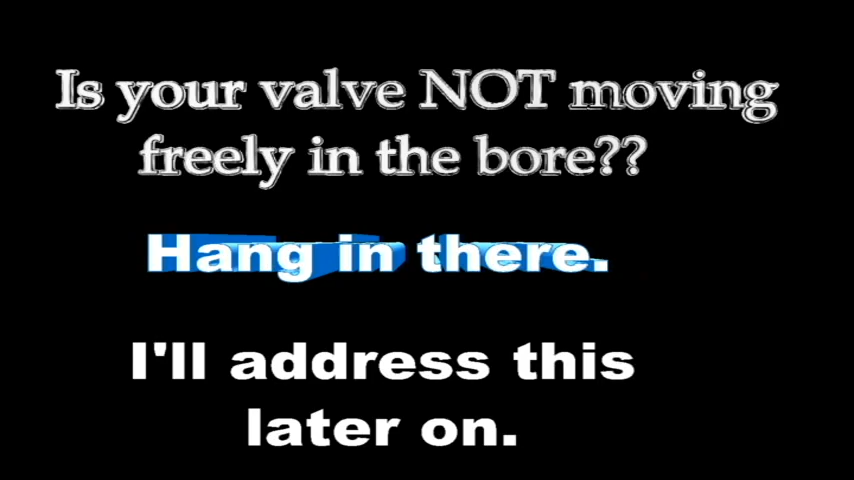 Is your valve NOT moving
freely in the bore??
Hang in there.
I'll address this
later on.